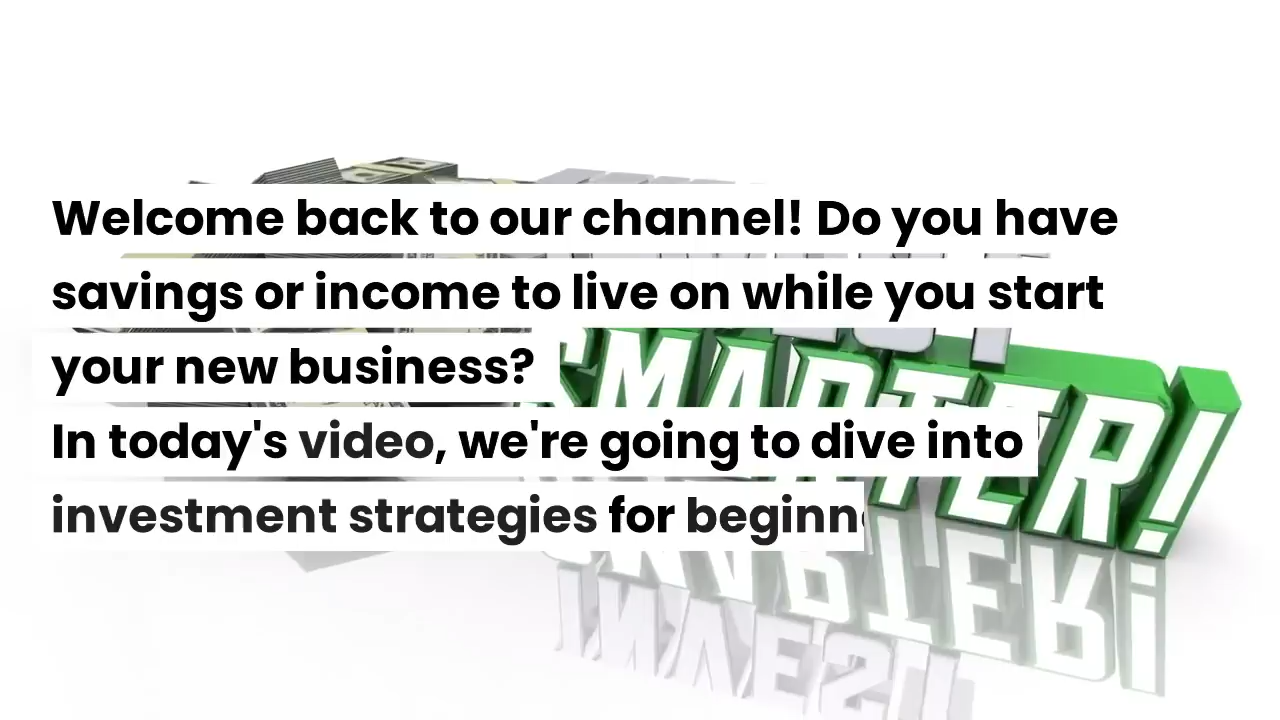 Welcome back to our channel! Do you have
savings or income to live on while you start
your new business?
In today's video, we're going to dive into
investment strategies for beginn
SMARTER!